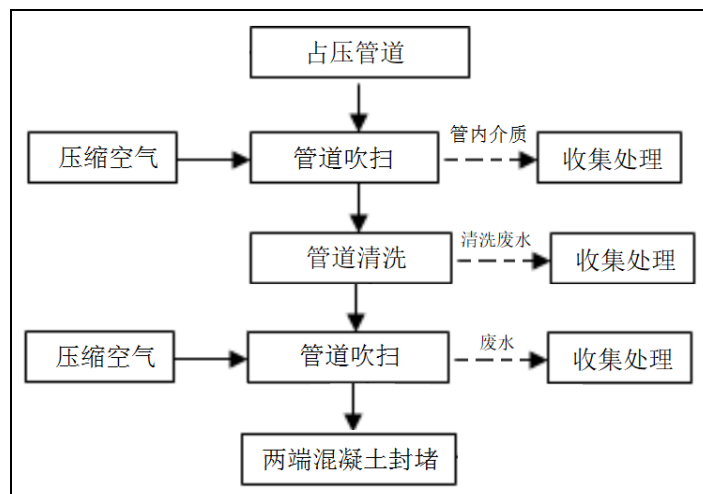 占压管道
压缩空气
管道吹扫
管内介质
收集处理
管道清洗
清洗废水
收集处理
压缩空气
管道吹扫
废水
收集处理
两端混凝土封堵